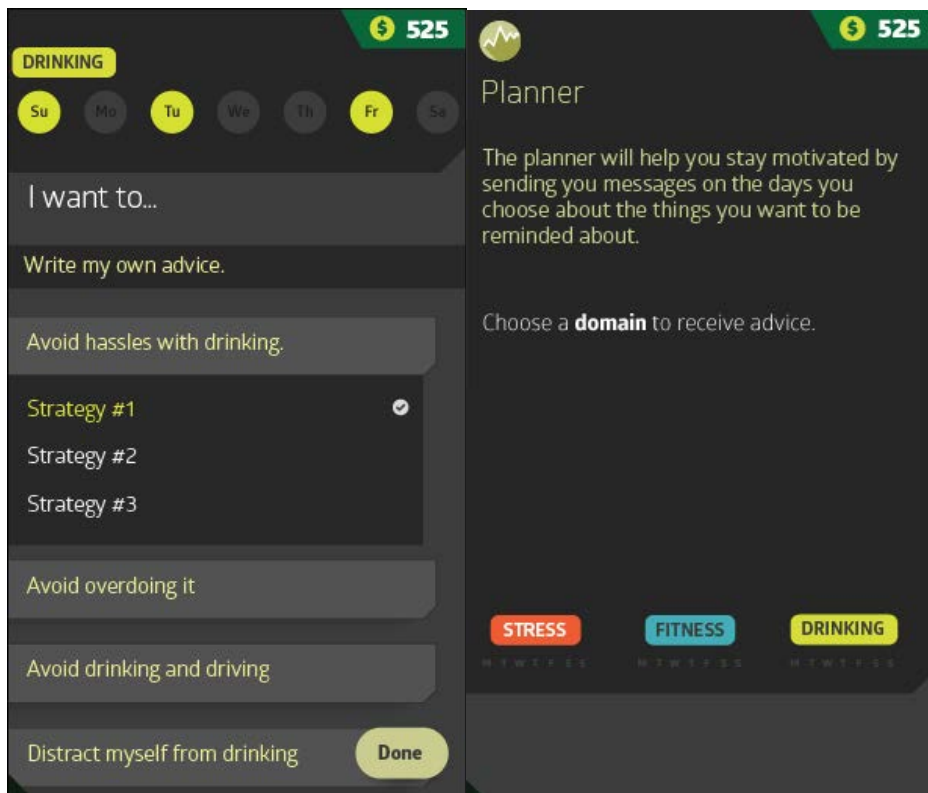 $ 525
DRINKING
Su Mo Tu We Th Fr Sa
I want to...
Write my own advice.
Avoid hassles with drinking.
Strategy #1
Strategy #2
Strategy #3
Avoid overdoing it
Avoid drinking and driving
Distract myself from drinking
Done
$ 525
Planner
The planner will help you stay motivated by
sending you messages on the days you
choose about the things you want to be
reminded about.
Choose a domain to receive advice.
STRESS FITNESS DRINKING
M T W T F S S M T W T F S S M T W T F S S